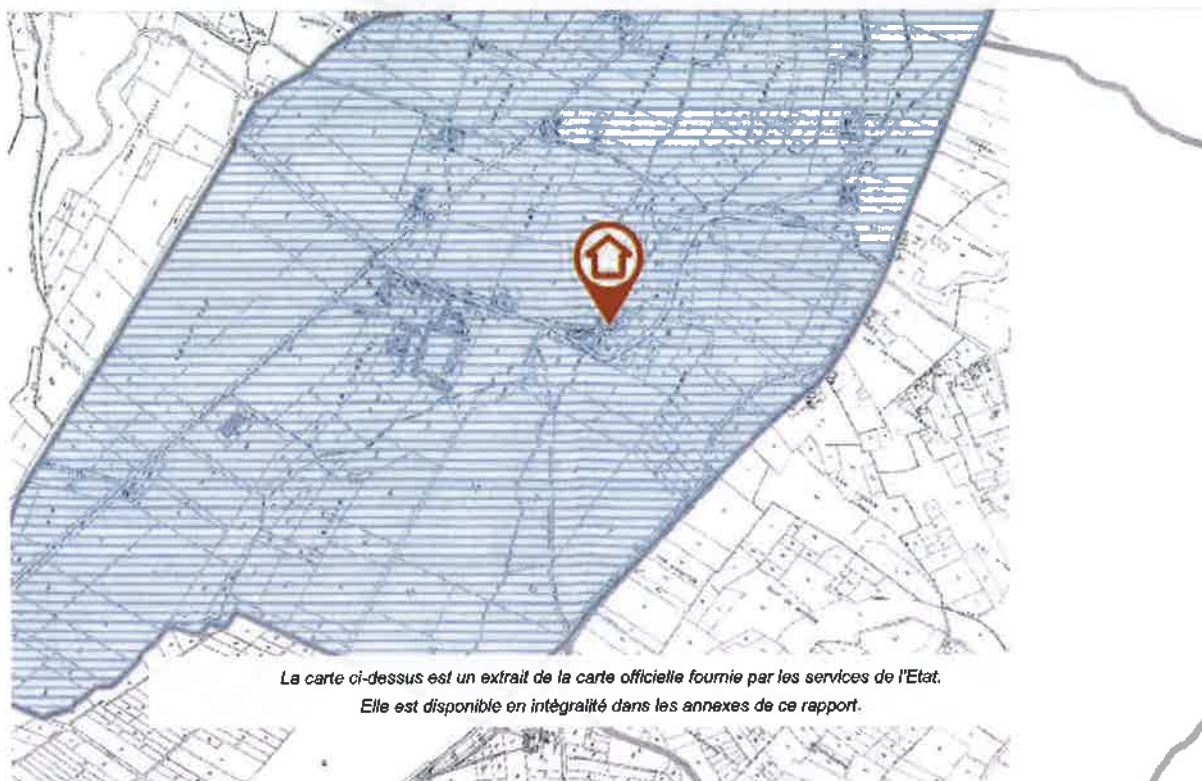 La carte ci-dessus est un extrait de la carte officielle fournie par les services de l'Etat.
Elle est disponible en intégralité dans les annexes de ce rapport.